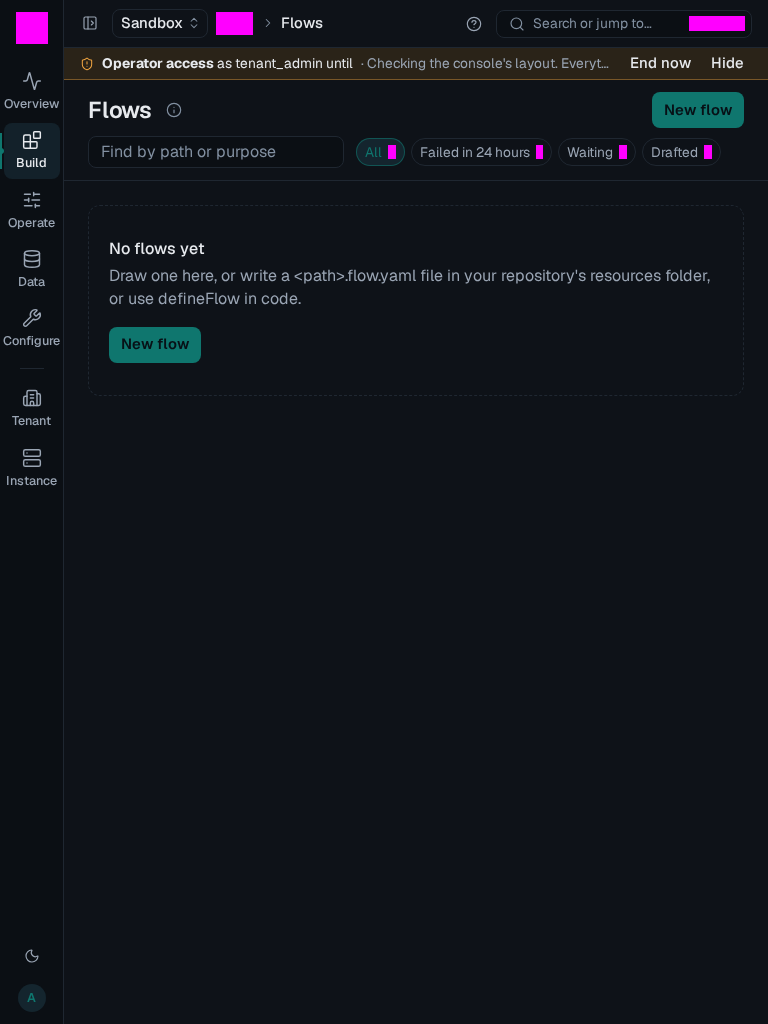 Sandbox
Flows
Search or jump to…
Operator access as tenant_admin until · Checking the console's layout. Everyt…
End now
Hide
Overview
Build
Operate
Data
Configure
Tenant
Instance
A
Flows
New flow
Find by path or purpose
All
Failed in 24 hours
Waiting
Drafted
No flows yet
Draw one here, or write a <path>.flow.yaml file in your repository's resources folder,
or use defineFlow in code.
New flow